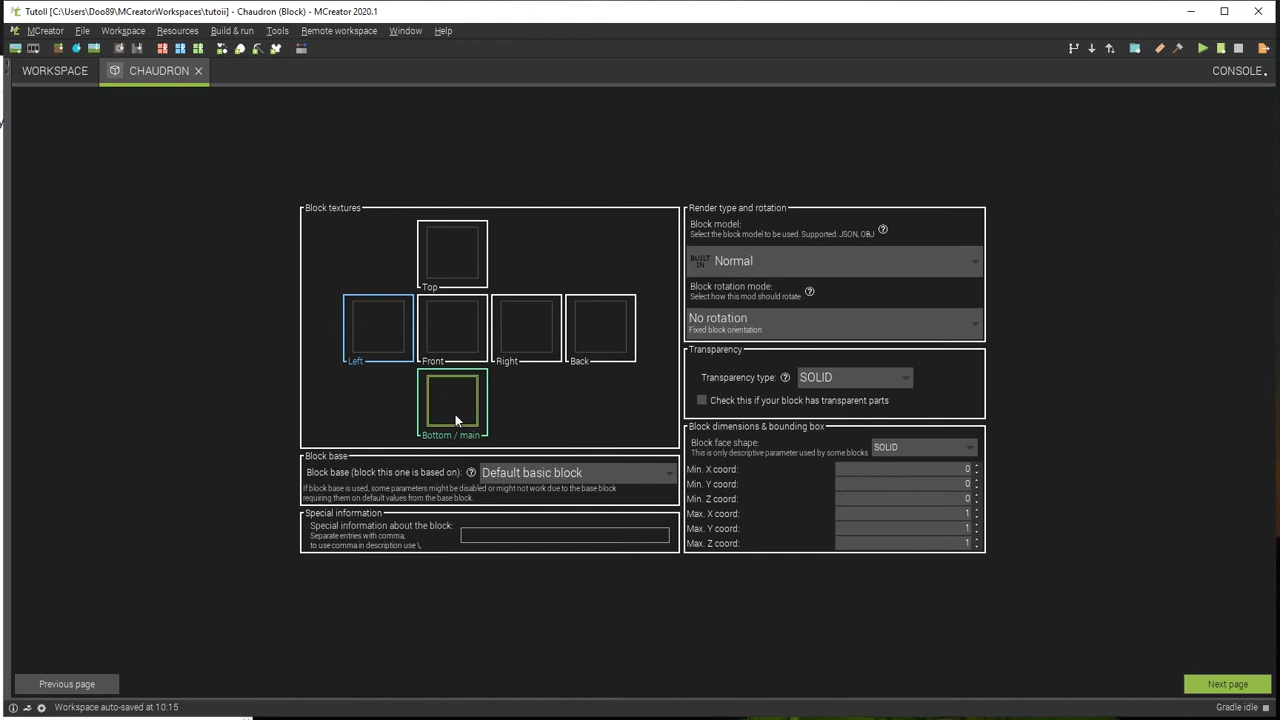 Tutoll [C:\Users\Doo89\MCreatorWorkspaces\tutoii] - Chaudron (Block) - MCreator 2020.1
MCreator File Workspace Resources Build & run Tools Remote workspace Window Help
WORKSPACE CHAUDRON CONSOLE
Block textures
Top
Left Front Right Back
Bottom / main
Block base
Block base (block this one is based on): ? Default basic block
If block base is used, some parameters might be disabled or might not work due to the base block
requiring them on default values from the base block.
Special information
Special information about the block:
Separate entries with comma,
to use comma in description use \,
Render type and rotation
Block model:
Select the block model to be used. Supported: JSON, OBJ ?
BUILT IN Normal
Block rotation mode:
Select how this mod should rotate ?
No rotation
Fixed block orientation
Transparency
Transparency type: ? SOLID
Check this if your block has transparent parts
Block dimensions & bounding box
Block face shape:
This is only descriptive parameter used by some blocks SOLID
Min. X coord: 0
Min. Y coord: 0
Min. Z coord: 0
Max. X coord: 1
Max. Y coord: 1
Max. Z coord: 1
Previous page Next page
Workspace auto-saved at 10:15 Gradle idle